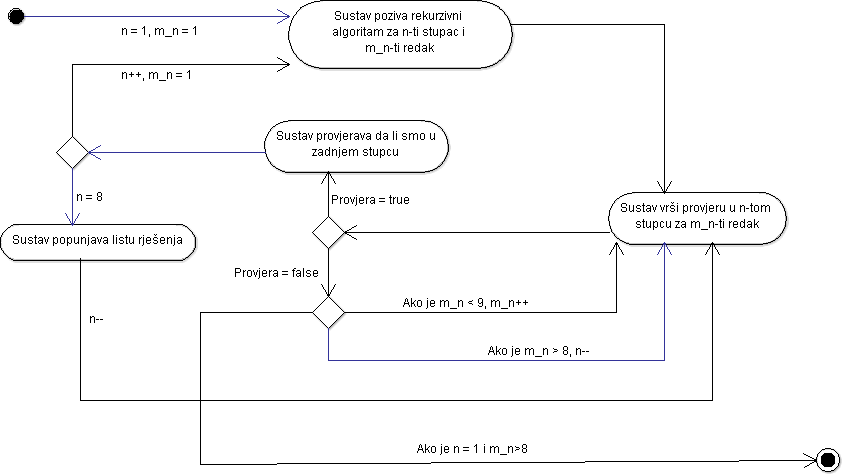 Sustav poziva rekurzivni
algoritam za n-ti stupac i
m_n-ti redak
n = 1, m_n = 1
n++, m_n = 1
Sustav provjerava da li smo u
zadnjem stupcu
n = 8
Provjera = true
Sustav vrši provjeru u n-tom
stupcu za m_n-ti redak
Sustav popunjava listu rješenja
Provjera = false
Ako je m_n < 9, m_n++
n--
Ako je m_n > 8, n--
Ako je n = 1 i m_n>8